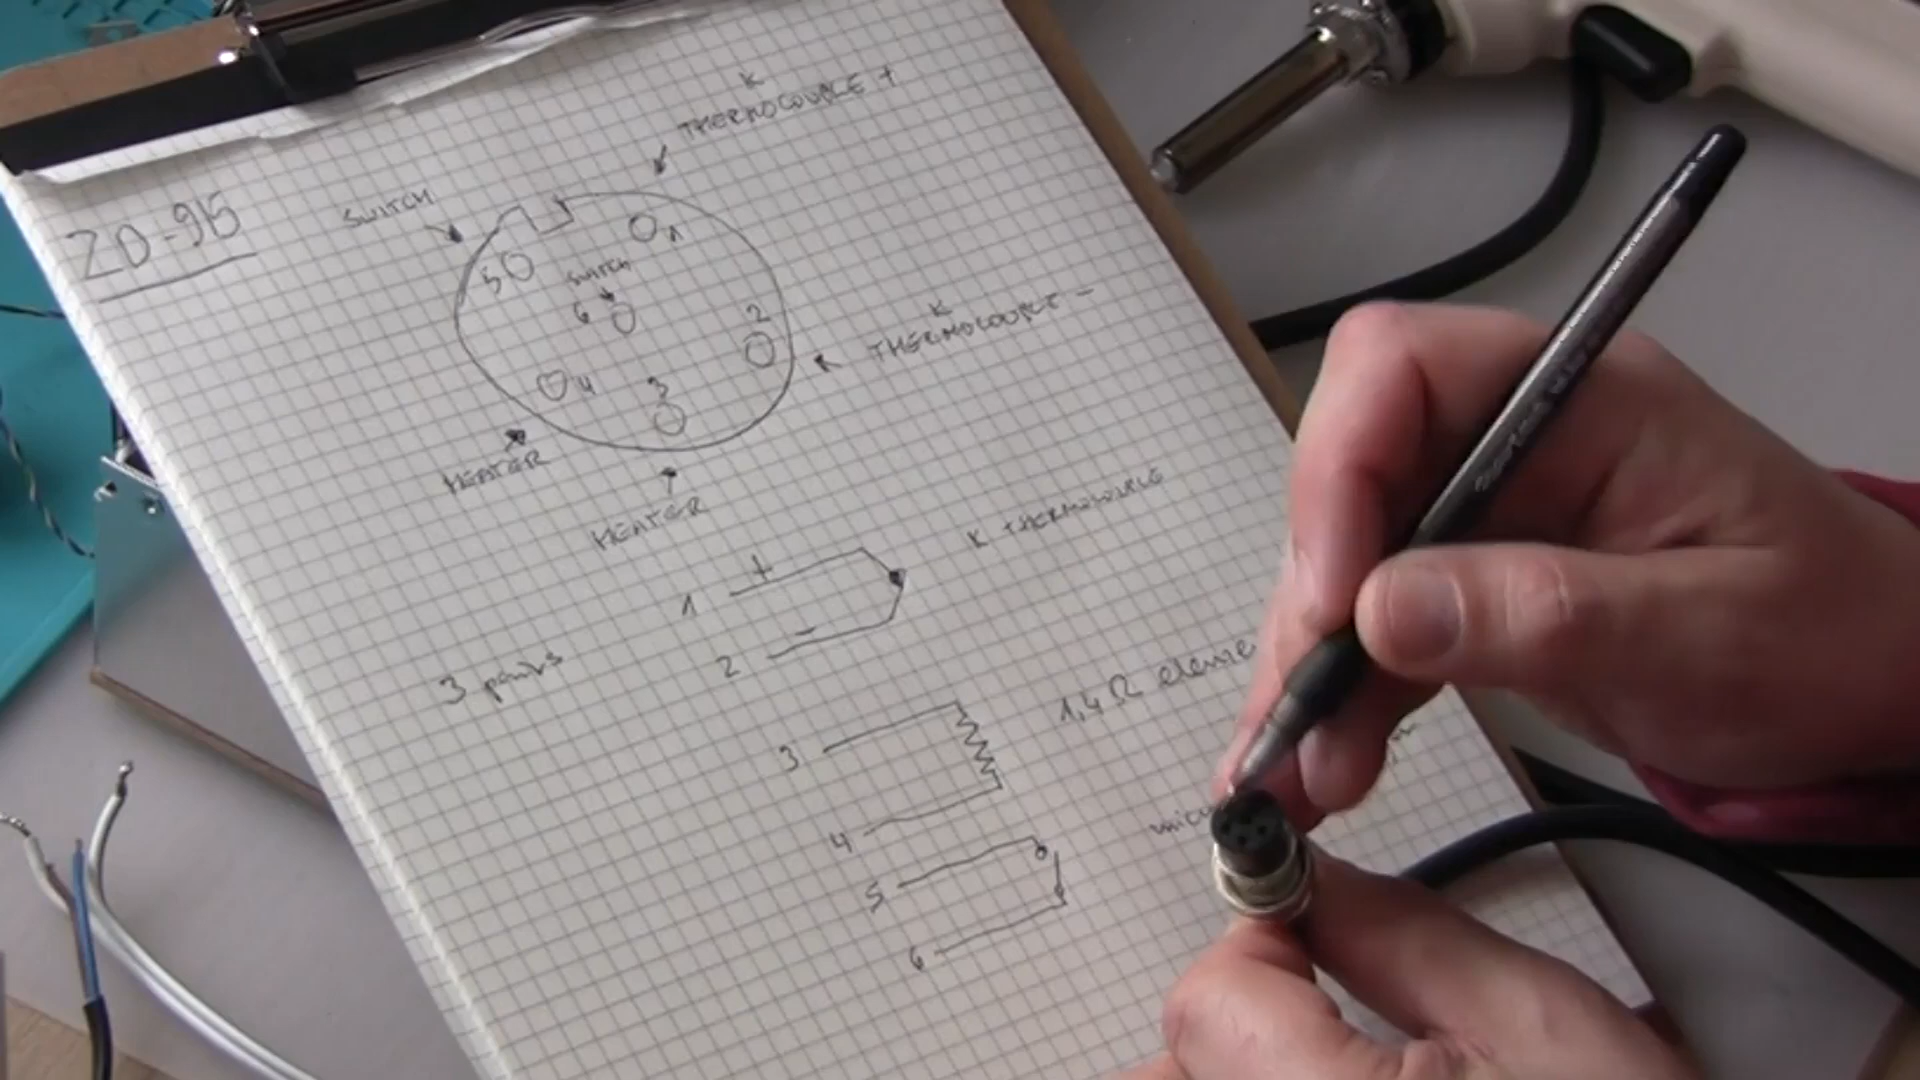 K
THERMOCOUPLE +
SWITCH
ZD-915
1
5
SWITCH
6
2
K
THERMOCOUPLE -
4
3
HEATER
HEATER
+
K THERMOCOUPLE
1
-
2
3 pairs
1,4 Ω
3
4
5
6